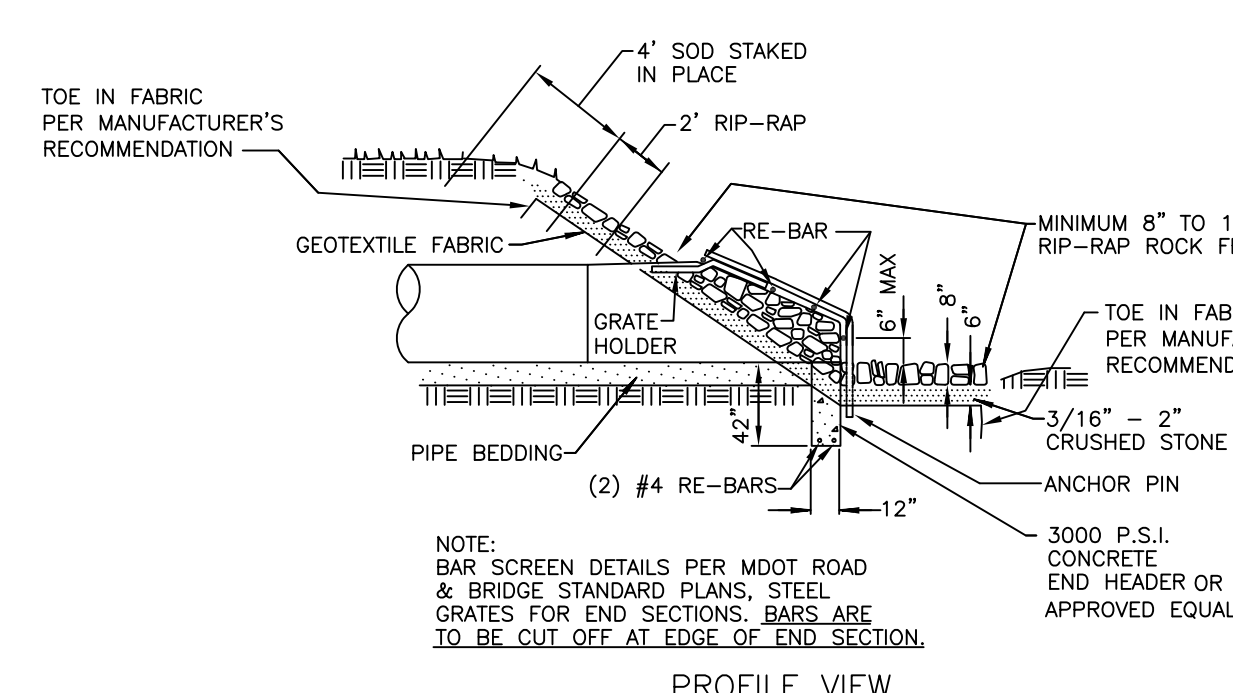 4' SOD STAKED
IN PLACE
TOE IN FABRIC
PER MANUFACTURER'S
RECOMMENDATION
2' RIP-RAP
GEOTEXTILE FABRIC
RE-BAR
MINIMUM 8" TO 1
RIP-RAP ROCK
6" MAX
8"
6"
GRATE
HOLDER
TOE IN
PER
42"
3/16" - 2"
CRUSHED STONE
PIPE BEDDING
(2) #4 RE-BARS
ANCHOR PIN
12"
3000 P.S.I.
CONCRETE
END HEADER OR
APPROVED EQUAL
NOTE:
BAR SCREEN DETAILS PER MDOT ROAD
& BRIDGE STANDARD PLANS, STEEL
GRATES FOR END SECTIONS. BARS ARE
TO BE CUT OFF AT EDGE OF END SECTION.
PROFILE VIEW